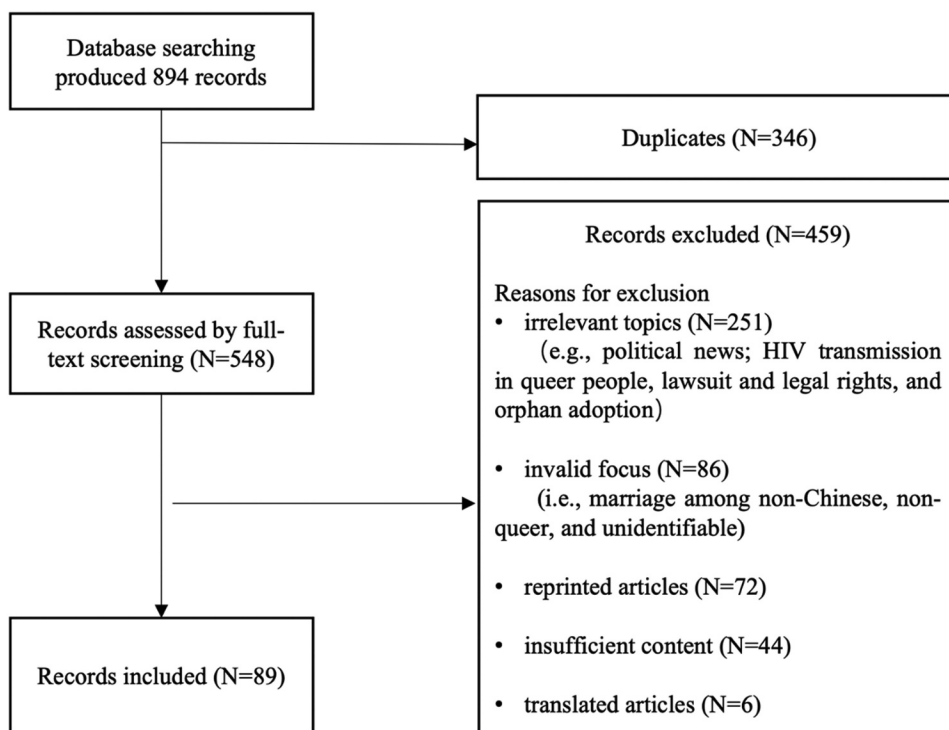 Database searching
produced 894 records
Duplicates (N=346)
Records assessed by full-
text screening (N=548)
Records excluded (N=459)
Reasons for exclusion
• irrelevant topics (N=251)
(e.g., political news; HIV transmission
in queer people, lawsuit and legal rights, and
orphan adoption)
• invalid focus (N=86)
(i.e., marriage among non-Chinese, non-
queer, and unidentifiable)
• reprinted articles (N=72)
• insufficient content (N=44)
• translated articles (N=6)
Records included (N=89)